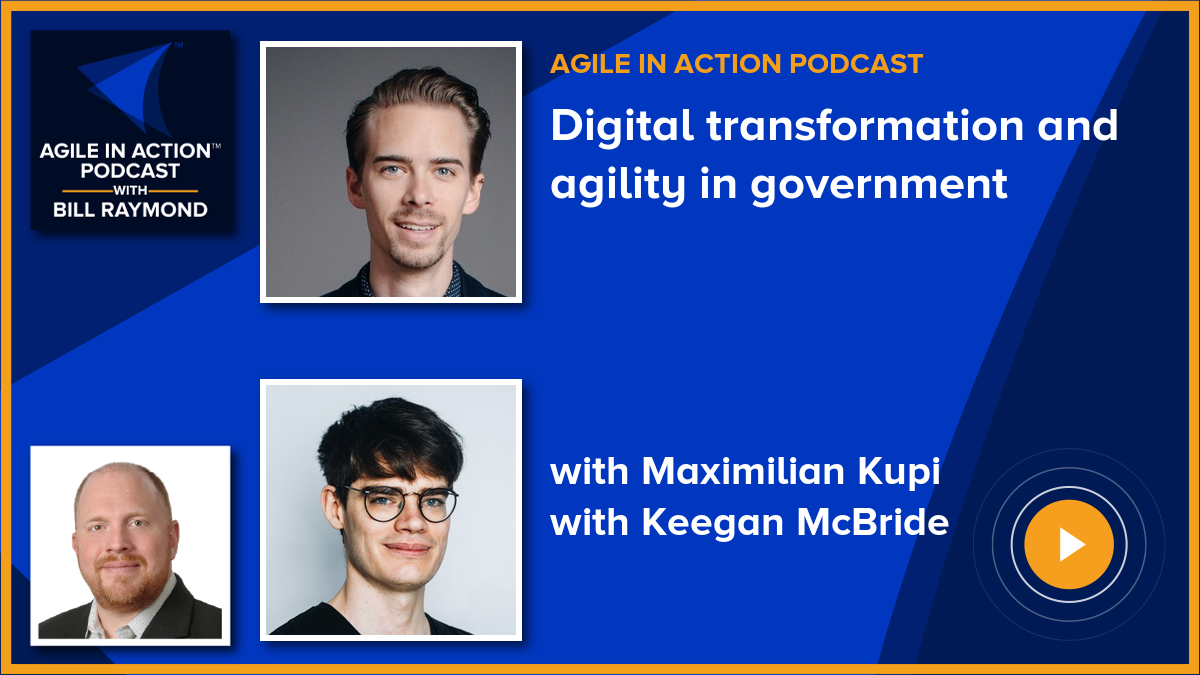 AGILE IN ACTION™
PODCAST
WITH
BILL RAYMOND
AGILE IN ACTION PODCAST
Digital transformation and
agility in government
with Maximilian Kupi
with Keegan McBride